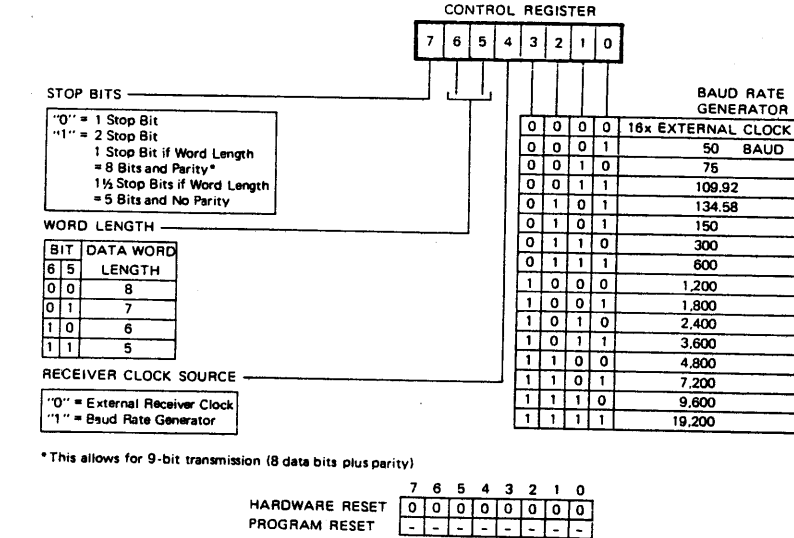 CONTROL REGISTER
7 6 5 4 3 2 1 0
STOP BITS
"0" = 1 Stop Bit
"1" = 2 Stop Bit
1 Stop Bit if Word Length
= 8 Bits and Parity*
1½ Stop Bits if Word Length
= 5 Bits and No Parity
WORD LENGTH
BIT DATA WORD
6 5 LENGTH
0 0 8
0 1 7
1 0 6
1 1 5
RECEIVER CLOCK SOURCE
"0" = External Receiver Clock
"1" = Baud Rate Generator
BAUD RATE
GENERATOR
0 0 0 0 16x EXTERNAL CLOCK
0 0 0 1 50 BAUD
0 0 1 0 75
0 0 1 1 109.92
0 1 0 1 134.58
0 1 0 1 150
0 1 1 0 300
0 1 1 1 600
1 0 0 0 1,200
1 0 0 1 1,800
1 0 1 0 2,400
1 0 1 1 3,600
1 1 0 0 4,800
1 1 0 1 7,200
1 1 1 0 9,600
1 1 1 1 19,200
*This allows for 9-bit transmission (8 data bits plus parity)
7 6 5 4 3 2 1 0
HARDWARE RESET 0 0 0 0 0 0 0 0
PROGRAM RESET - - - - - - - -